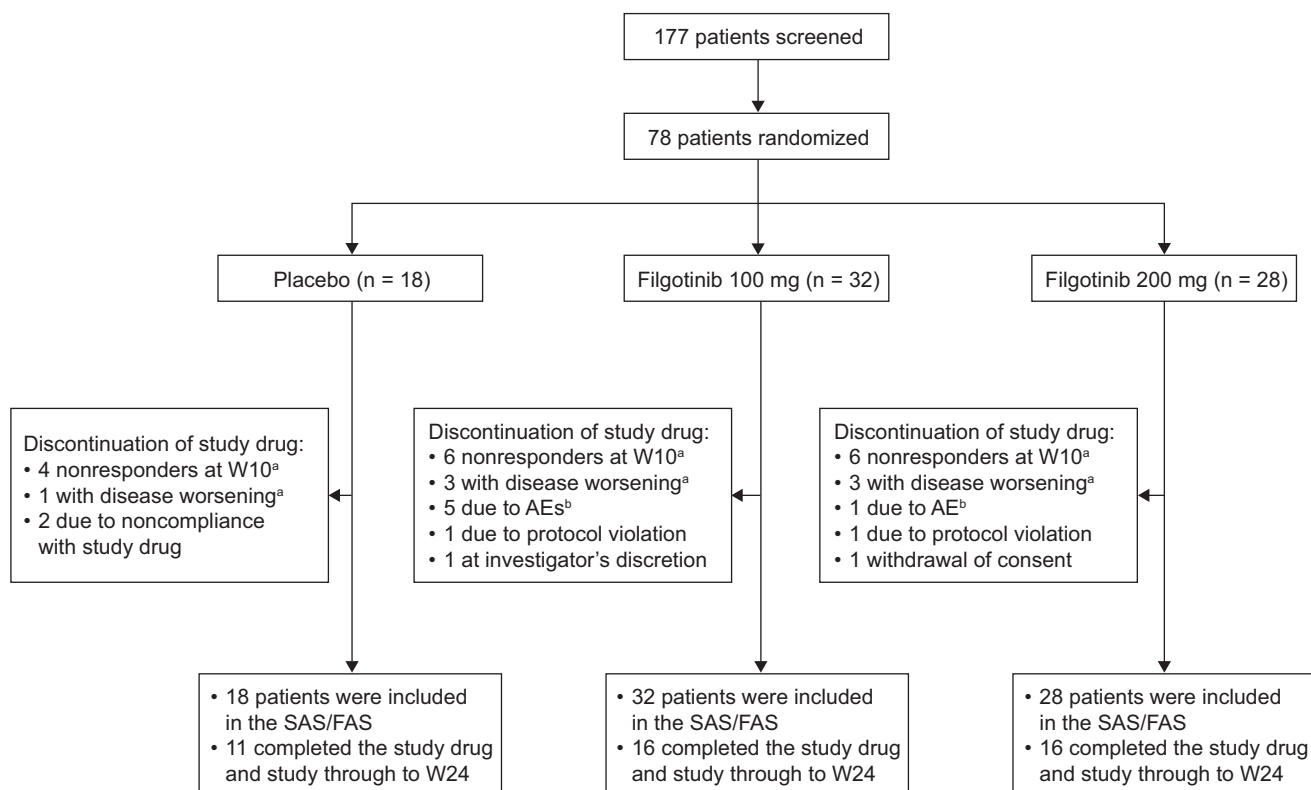 177 patients screened
78 patients randomized
Placebo (n = 18)
Filgotinib 100 mg (n = 32)
Filgotinib 200 mg (n = 28)
Discontinuation of study drug:
• 4 nonresponders at W10ᵃ
• 1 with disease worseningᵃ
• 2 due to noncompliance
with study drug
Discontinuation of study drug:
• 6 nonresponders at W10ᵃ
• 3 with disease worseningᵃ
• 5 due to AEsᵇ
• 1 due to protocol violation
• 1 at investigator’s discretion
Discontinuation of study drug:
• 6 nonresponders at W10ᵃ
• 3 with disease worseningᵃ
• 1 due to AEᵇ
• 1 due to protocol violation
• 1 withdrawal of consent
• 18 patients were included
in the SAS/FAS
• 11 completed the study drug
and study through to W24
• 32 patients were included
in the SAS/FAS
• 16 completed the study drug
and study through to W24
• 28 patients were included
in the SAS/FAS
• 16 completed the study drug
and study through to W24